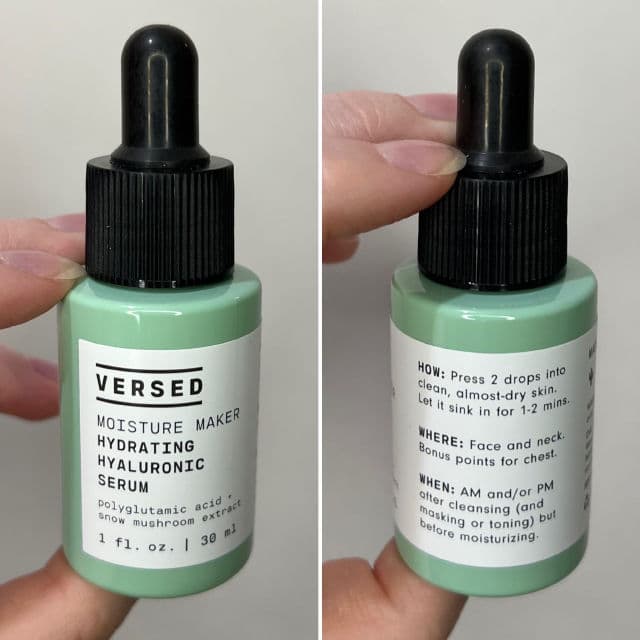 VERSED
MOISTURE MAKER
HYDRATING
HYALURONIC
SERUM
polyglutamic acid +
snow mushroom extract
1 fl. oz. | 30 ml
HOW: Press 2 drops into
clean, almost-dry skin.
Let it sink in for 1-2 mins.
WHERE: Face and neck.
Bonus points for chest.
WHEN: AM and/or PM
after cleansing (and
masking or toning) but
before moisturizing.